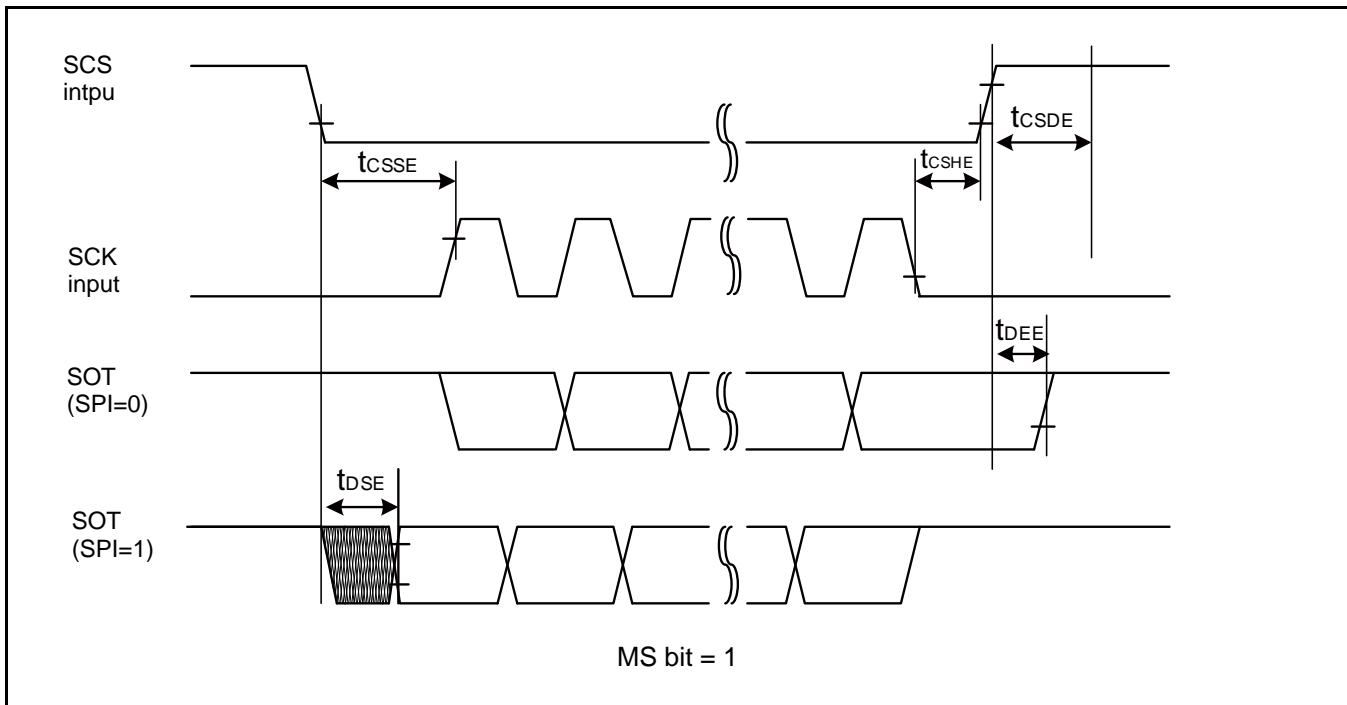 SCS
intpu
tCSDE
tCSSE
tCSHE
SCK
input
tDEE
SOT
(SPI=0)
tDSE
SOT
(SPI=1)
MS bit = 1